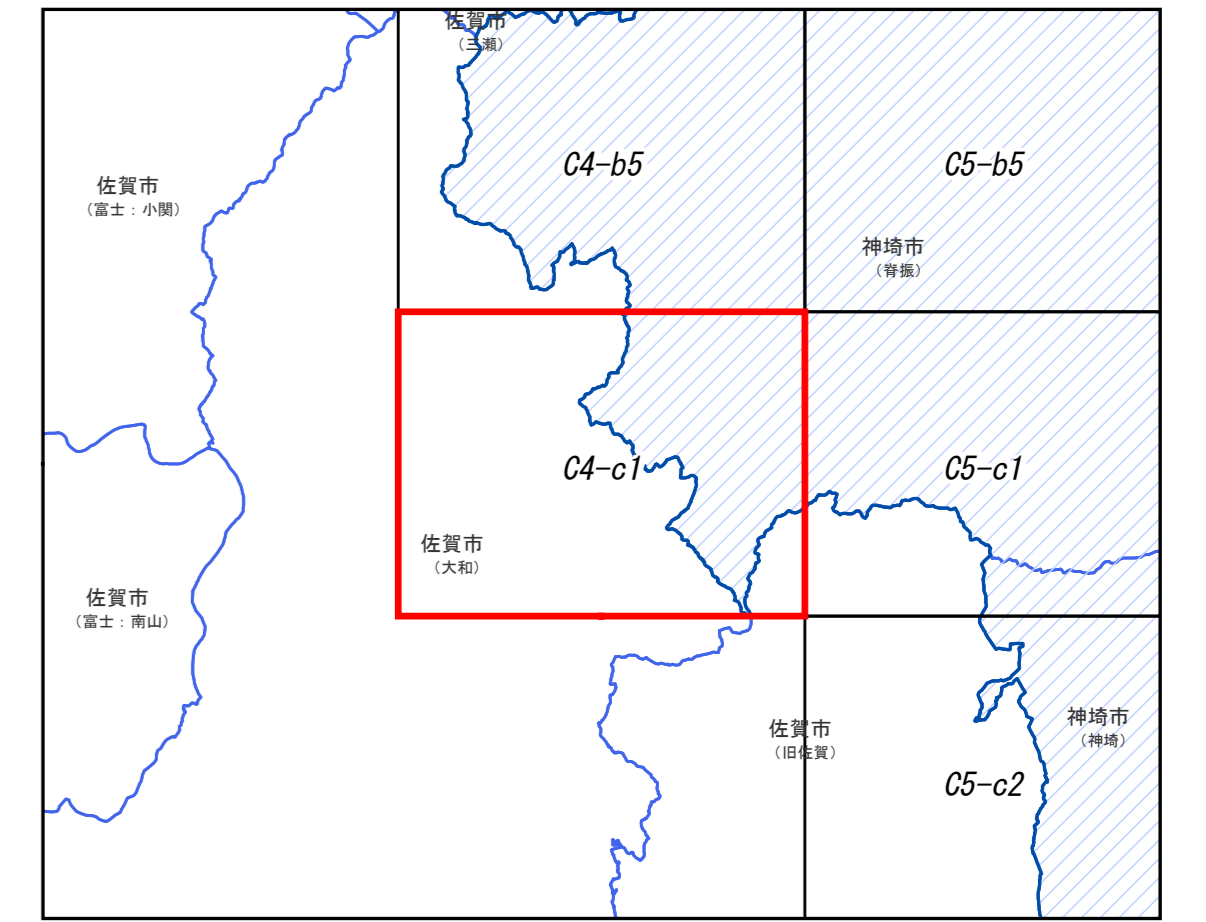 佐賀市
（三瀬）
C4-b5
C5-b5
佐賀市
（富士：小関）
神埼市
（脊振）
C4-c1
C5-c1
佐賀市
（大和）
佐賀市
（富士：南山）
佐賀市
（旧佐賀）
神埼市
（神埼）
C5-c2